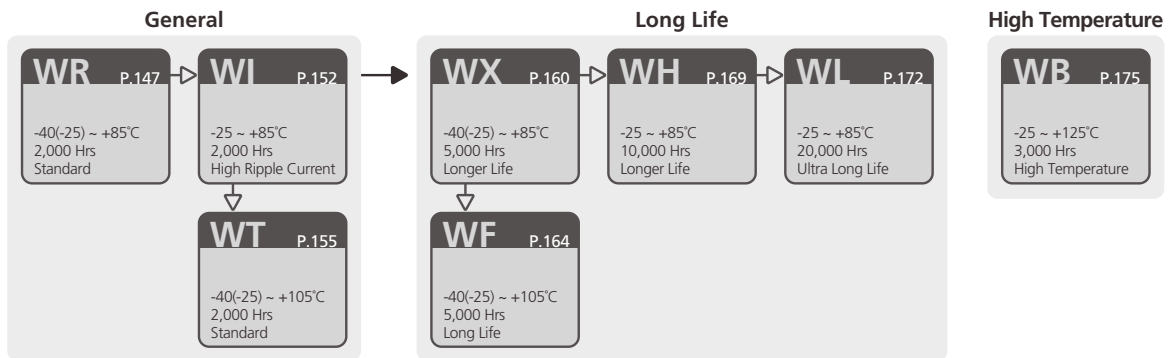 General
WR P.147
-40(-25) ~ +85℃
2,000 Hrs
Standard
WI P.152
-25 ~ +85℃
2,000 Hrs
High Ripple Current
WT P.155
-40(-25) ~ +105℃
2,000 Hrs
Standard
Long Life
WX P.160
-40(-25) ~ +85℃
5,000 Hrs
Longer Life
WH P.169
-25 ~ +85℃
10,000 Hrs
Longer Life
WL P.172
-25 ~ +85℃
20,000 Hrs
Ultra Long Life
WF P.164
-40(-25) ~ +105℃
5,000 Hrs
Long Life
High Temperature
WB P.175
-25 ~ +125℃
3,000 Hrs
High Temperature